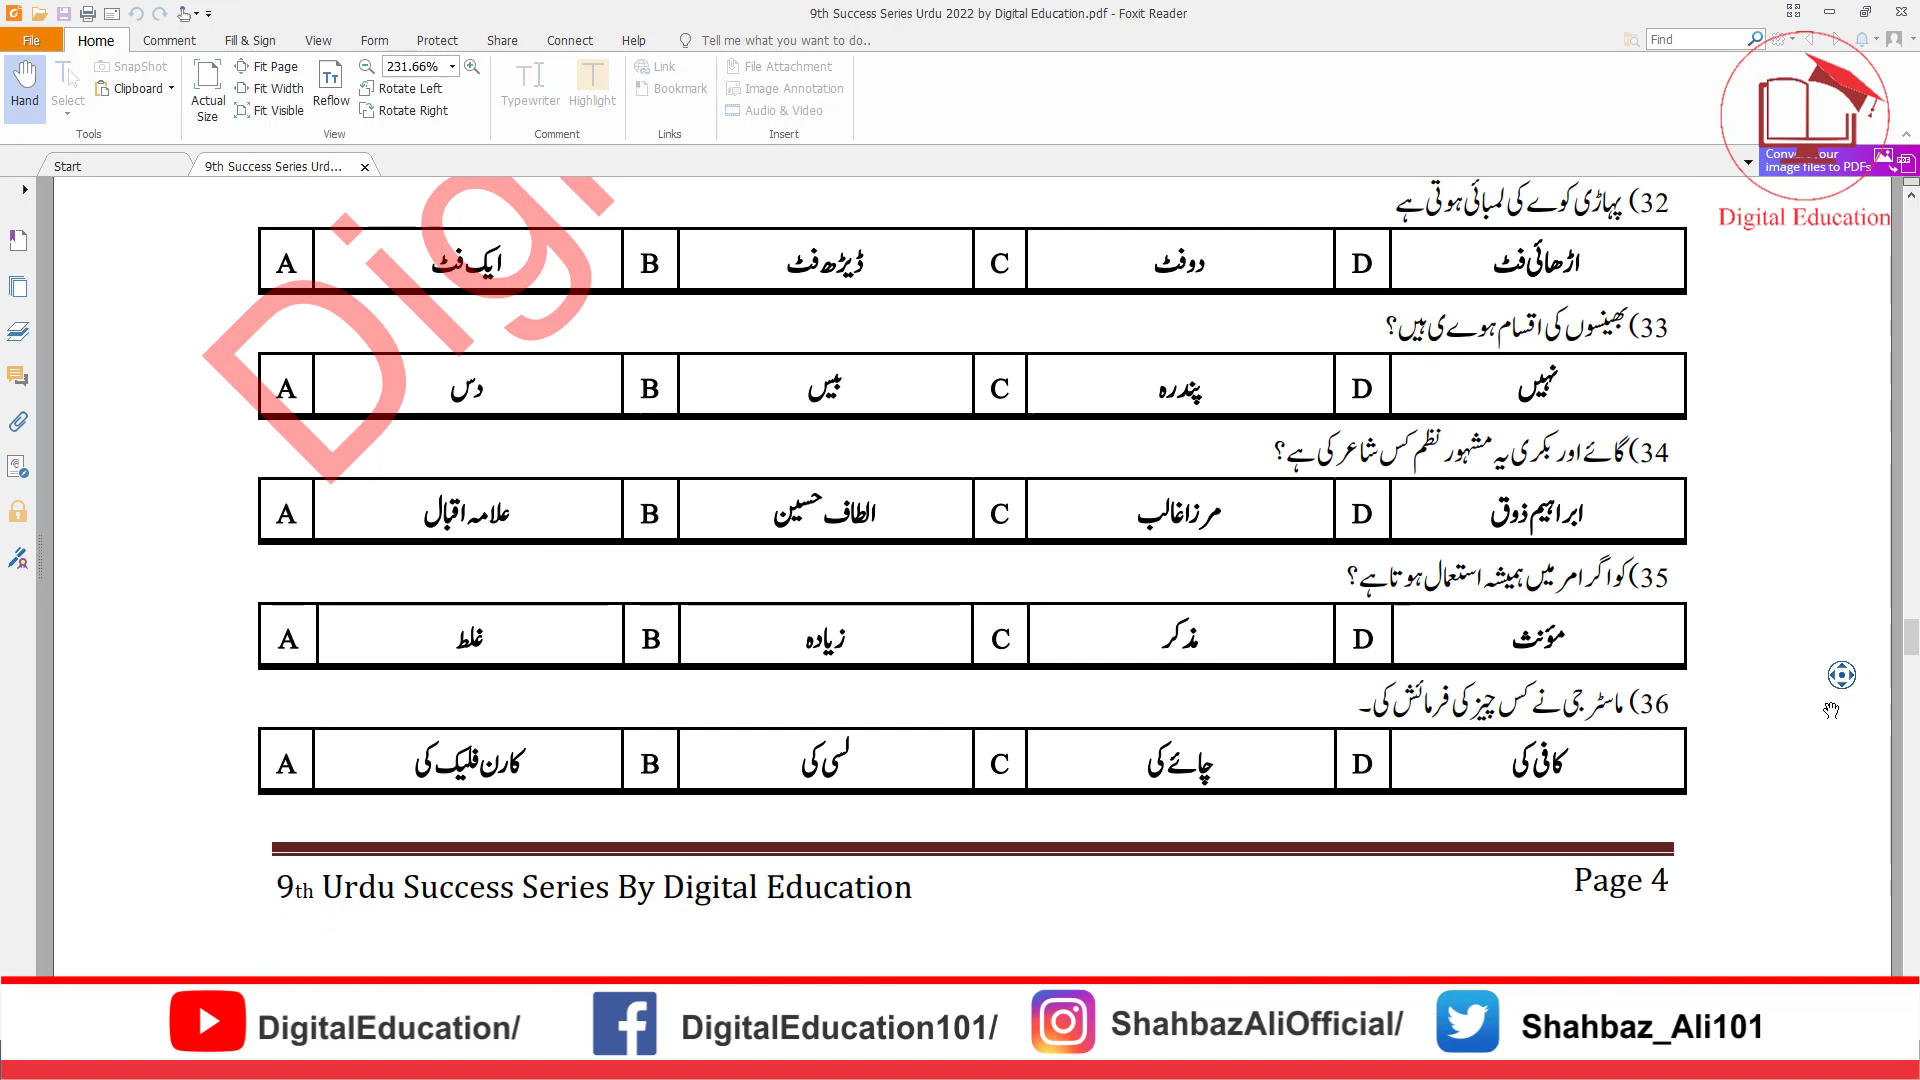 9th Success Series Urdu 2022 by Digital Education.pdf - Foxit Reader
File Home Comment Fill & Sign View Form Protect Share Connect Help Tell me what you want to do.. Find
Hand Select SnapShot Clipboard Tools
Actual Size Fit Page Fit Width Fit Visible Reflow 231.66% Rotate Left Rotate Right View
Typewriter Highlight Comment
Link Bookmark Links
File Attachment Image Annotation Audio & Video Insert
Start 9th Success Series Urd...
Digital Education
32) پہاڑی کوے کی لمبائی ہوتی ہے
A ایک فٹ B ڈیڑھ فٹ C دو فٹ D اڑھائی فٹ
33) بھینسوں کی اقسام ہوے ی ہیں؟
A دس B بیس C پندرہ D نہیں
34) گائے اور بکری یہ مشہور نظم کس شاعر کی ہے؟
A علامہ اقبال B الطاف حسین C مرزا غالب D ابراہیم ذوق
35) کوا گرامر میں ہمیشہ استعمال ہوتا ہے؟
A غلط B زیادہ C مذکر D مؤنث
36) ماسٹر جی نے کس چیز کی فرمائش کی۔
A کارن فلیک کی B لسی کی C چائے کی D کافی کی
9th Urdu Success Series By Digital Education Page 4
DigitalEducation/ DigitalEducation101/ ShahbazAliOfficial/ Shahbaz_Ali101